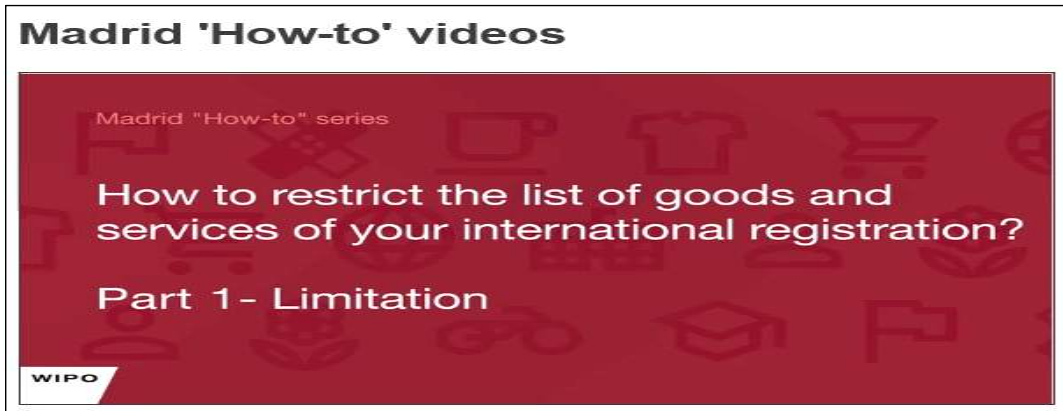 Madrid 'How-to' videos
Madrid "How-to" series
How to restrict the list of goods and
services of your international registration?
Part 1- Limitation
WIPO